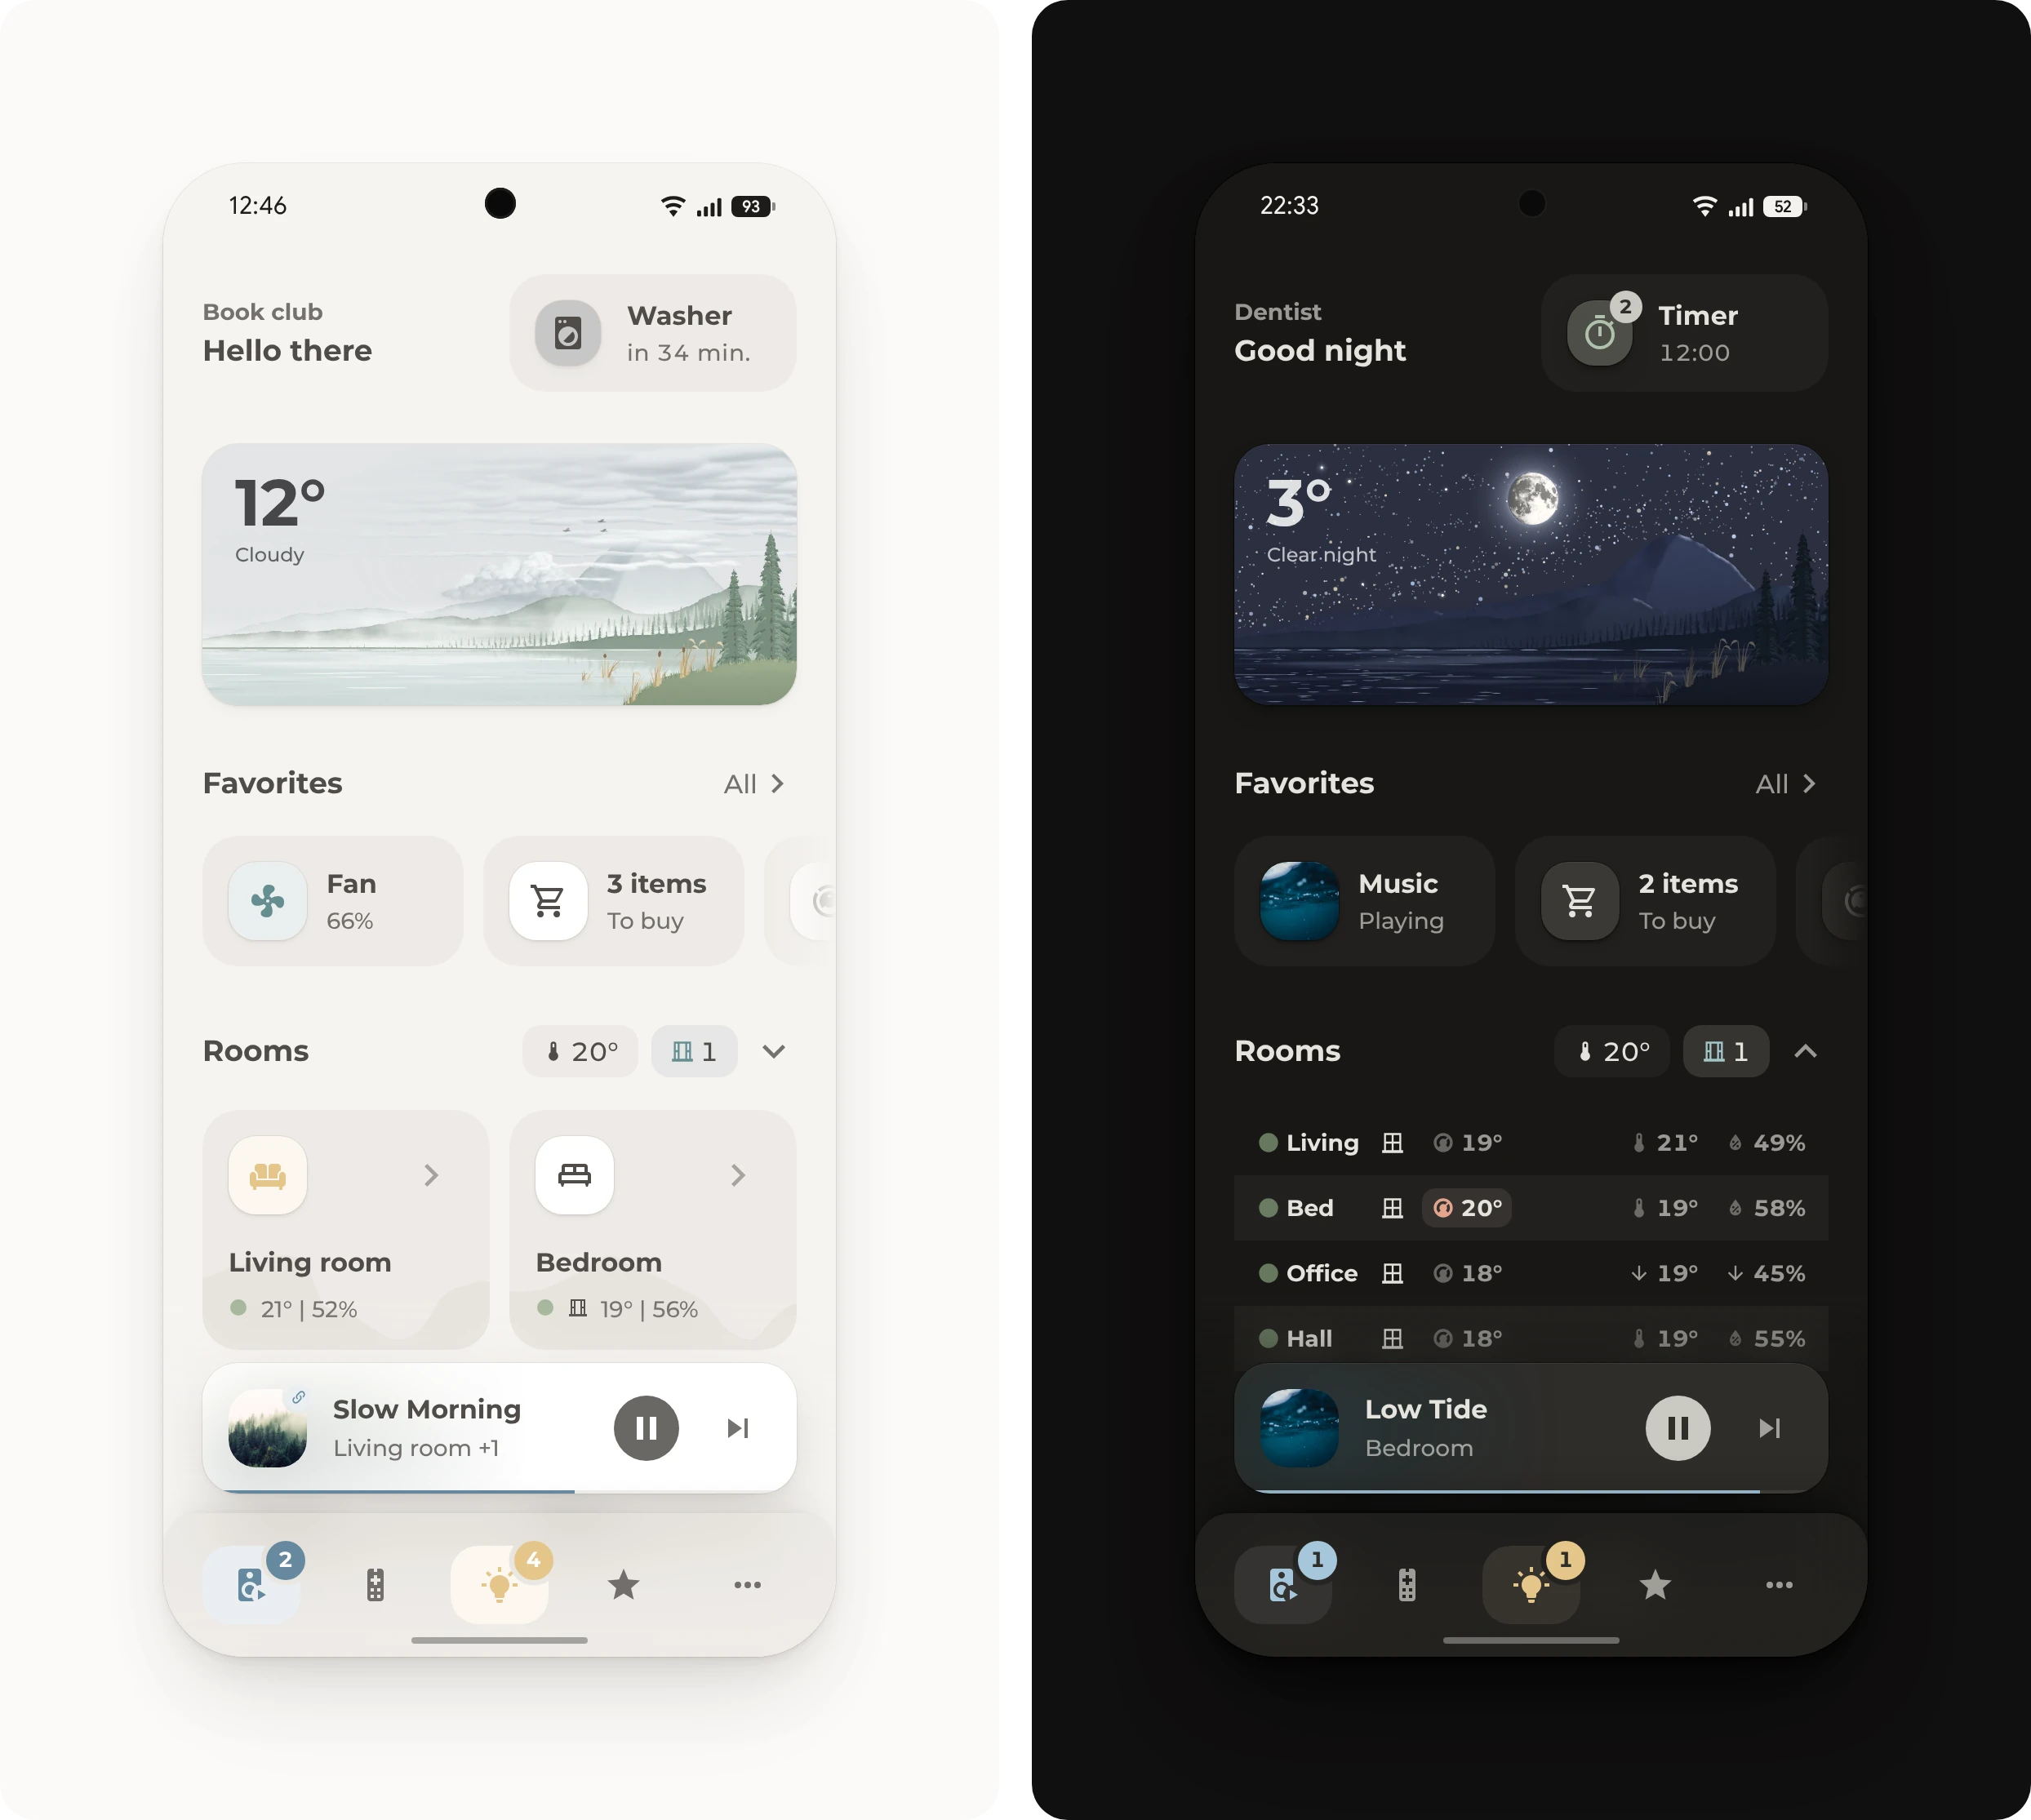 12:46
93
Book club
Hello there
Washer
in 34 min.
12°
Cloudy
Favorites
All
Fan
66%
3 items
To buy
Rooms
20°
1
Living room
21° | 52%
Bedroom
19° | 56%
Slow Morning
Living room +1
2
4
22:33
52
Dentist
Good night
2
Timer
12:00
3°
Clear night
Favorites
All
Music
Playing
2 items
To buy
Rooms
20°
1
Living 19° 21° 49%
Bed 20° 19° 58%
Office 18° 19° 45%
Hall 18° 19° 55%
Low Tide
Bedroom
1
1